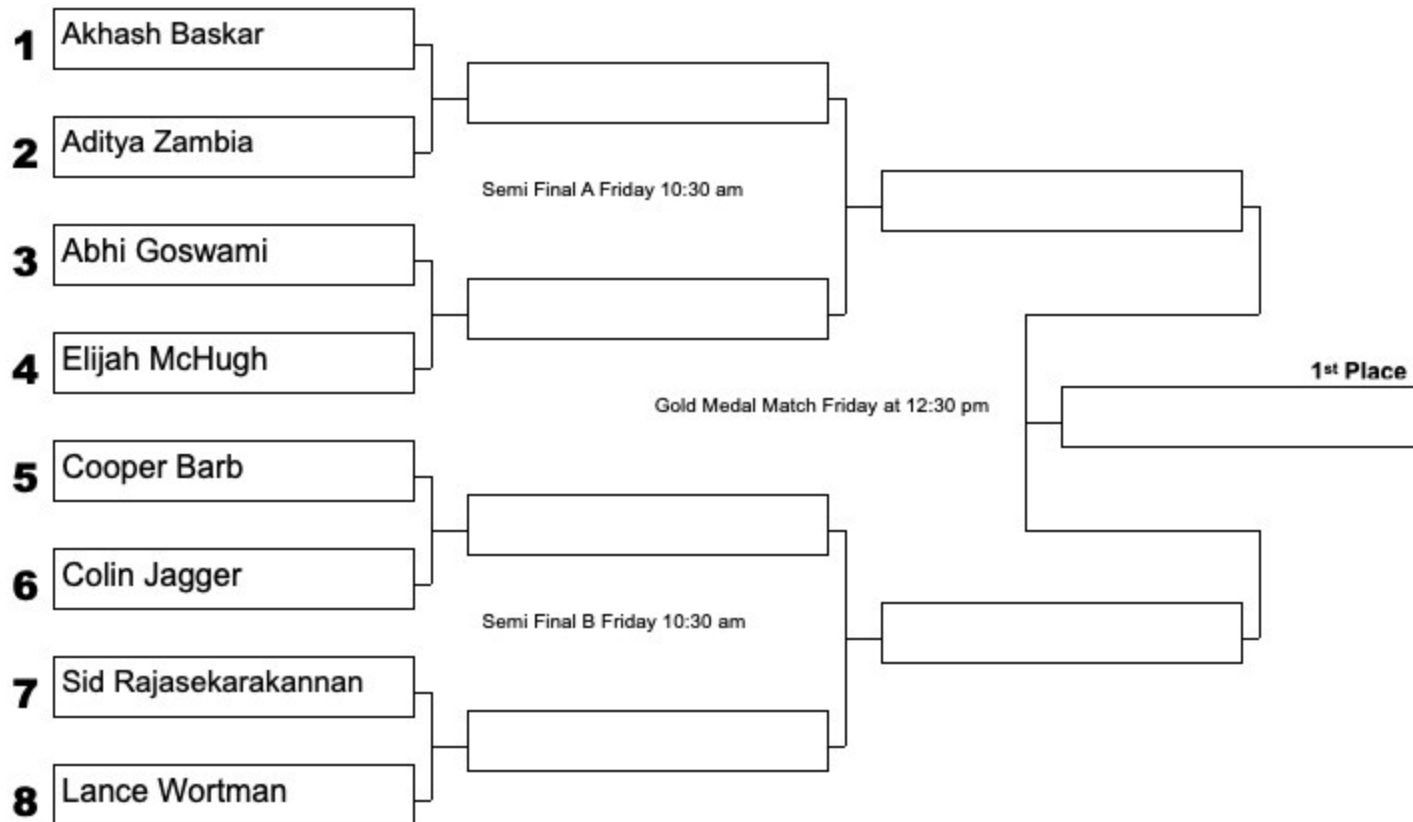 1 Akhash Baskar
2 Aditya Zambia
Semi Final A Friday 10:30 am
3 Abhi Goswami
4 Elijah McHugh
1st Place
Gold Medal Match Friday at 12:30 pm
5 Cooper Barb
6 Colin Jagger
Semi Final B Friday 10:30 am
7 Sid Rajasekarakannan
8 Lance Wortman